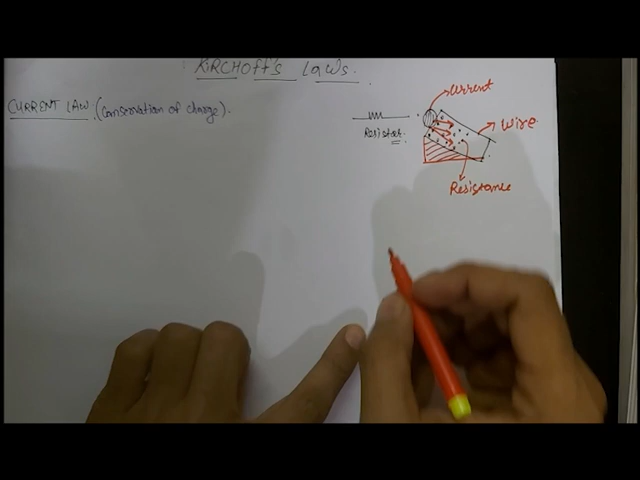 KIRCHOff's Laws.
CURRENT LAW. (Conservation of charge).
Current
Resistor.
Wire
Resistance